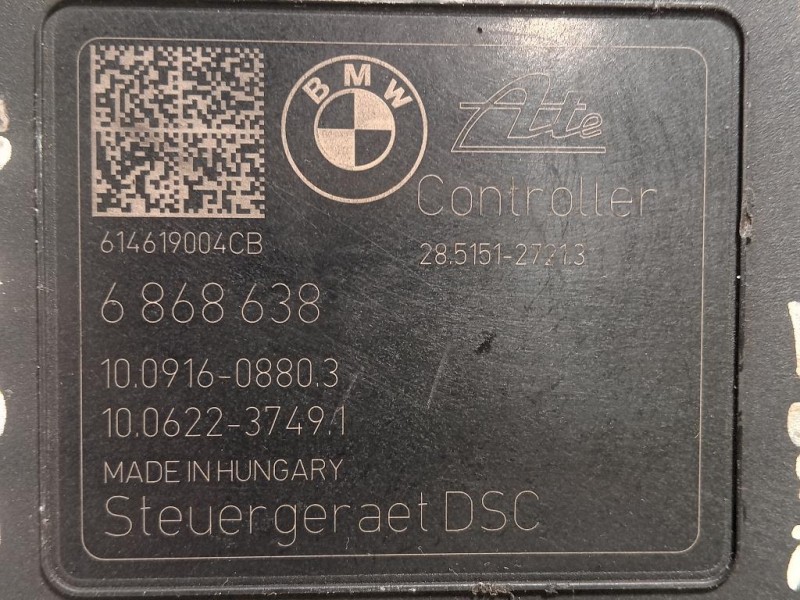 BMW
Ate
Controller
614619004CB
28.5151-2721.3
6 868 638
10.0916-0880.3
10.0622-3749.1
MADE IN HUNGARY
Steuergeraet DSC